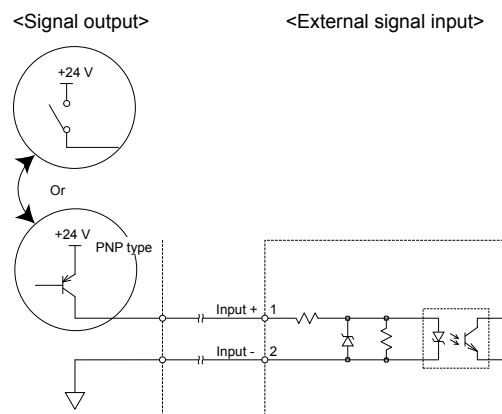 <Signal output>
<External signal input>
+24 V
Or
+24 V
PNP type
Input +
1
Input -
2